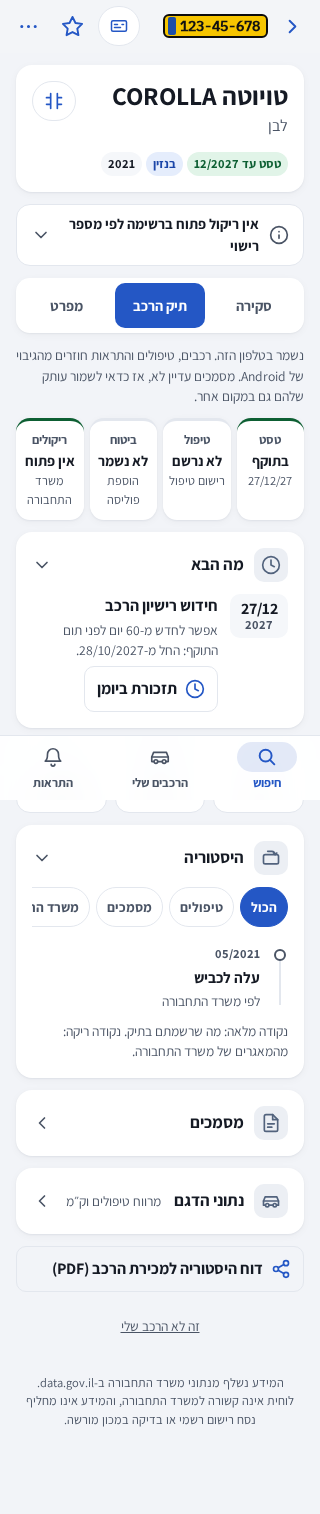 123-45-678
טויוטה COROLLA
לבן
טסט עד 12/2027
בנזין
2021
אין ריקול פתוח ברשימה לפי מספר
רישוי
סקירה
תיק הרכב
מפרט
נשמר בטלפון הזה. רכבים, טיפולים והתראות חוזרים מהגיבוי
של Android. מסמכים עדיין לא, אז כדאי לשמור עותק
שלהם גם במקום אחר.
טסט
בתוקף
27/12/27
טיפול
לא נרשם
רישום טיפול
ביטוח
לא נשמר
הוספת
פוליסה
ריקולים
אין פתוח
משרד
התחבורה
מה הבא
27/12
2027
חידוש רישיון הרכב
אפשר לחדש מ-60 יום לפני תום
התוקף: החל מ-28/10/2027.
תזכורת ביומן
חיפוש
הרכבים שלי
התראות
היסטוריה
הכול
טיפולים
מסמכים
משרד
05/2021
עלה לכביש
לפי משרד התחבורה
נקודה מלאה: מה שרשמתם בתיק. נקודה ריקה:
מהמאגרים של משרד התחבורה.
מסמכים
נתוני הדגם
מרווח טיפולים וק״מ
דוח היסטוריה למכירת הרכב (PDF)
זה לא הרכב שלי
המידע נשלף מנתוני משרד התחבורה ב-data.gov.il.
לוחית אינה קשורה למשרד התחבורה, והמידע אינו מחליף
נסח רישום רשמי או בדיקה במכון מורשה.